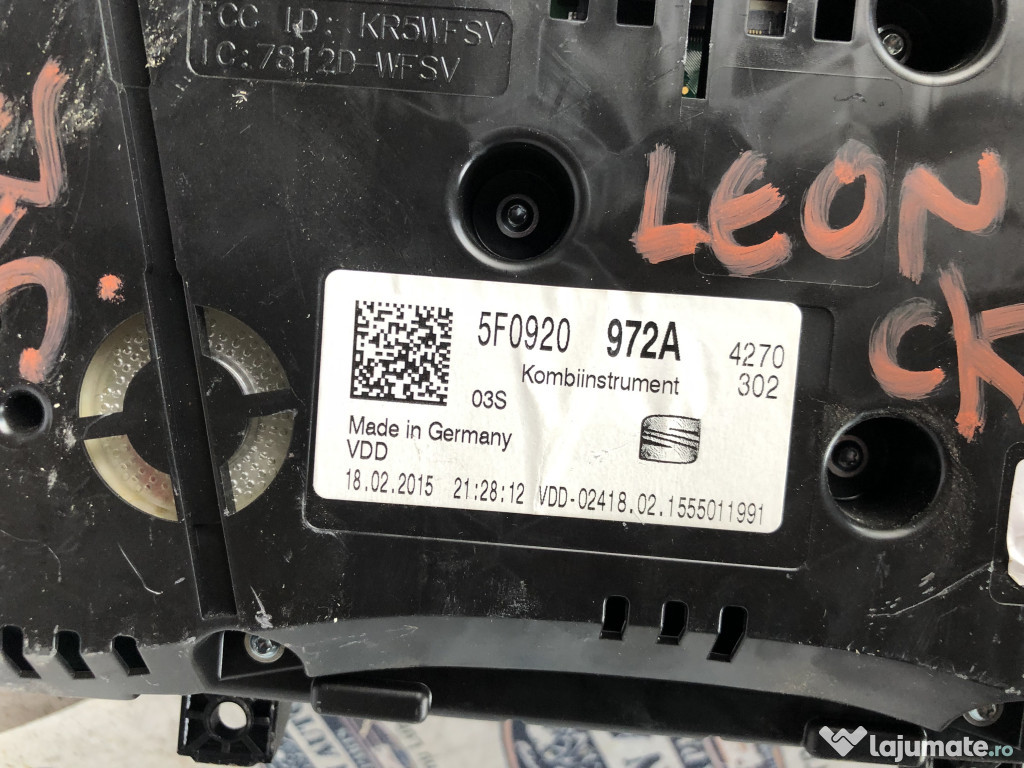 FCC ID: KR5WFSV
IC:7812D-WFSV
LEON
CK
5F0920 972A 4270
Kombiinstrument 302
03S
Made in Germany
VDD
18.02.2015 21:28:12 VDD-02418.02.1555011991
lajumate.ro